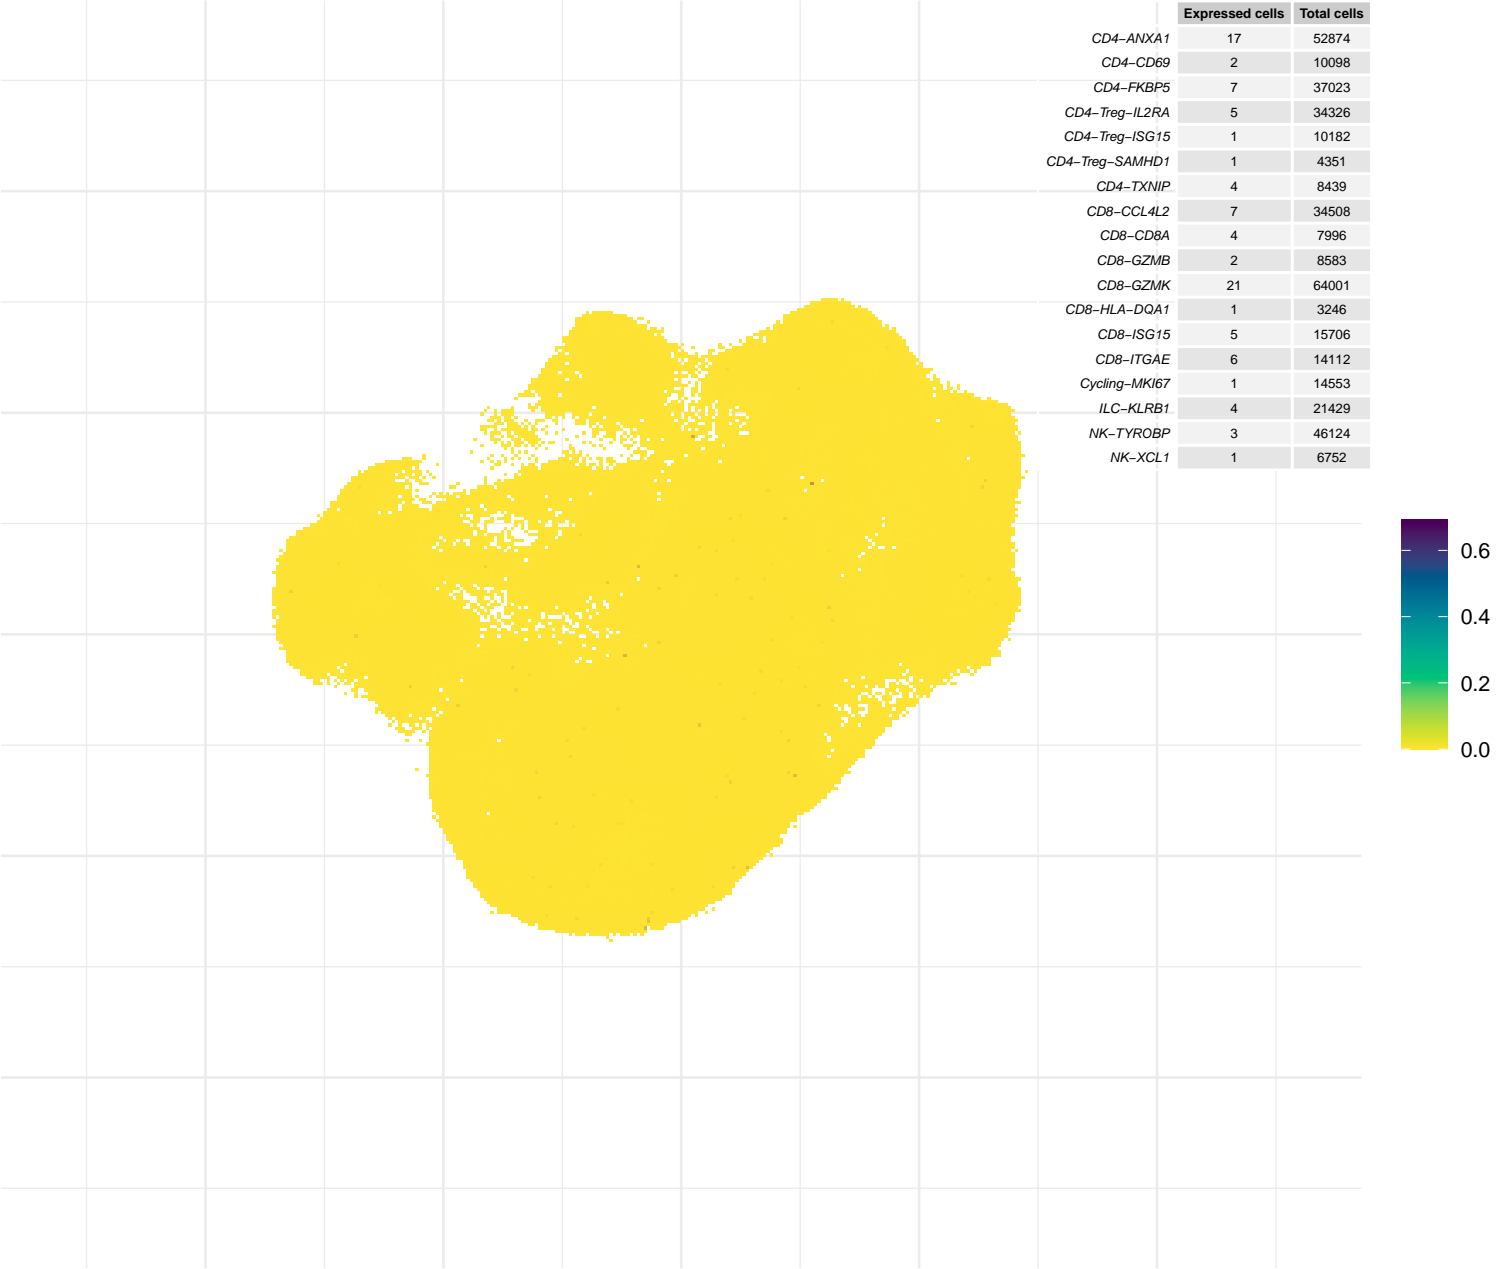 Expressed cells Total cells
CD4−ANXA1 17 52874
CD4−CD69 2 10098
CD4−FKBP5 7 37023
CD4−Treg−IL2RA 5 34326
CD4−Treg−ISG15 1 10182
CD4−Treg−SAMHD1 1 4351
CD4−TXNIP 4 8439
CD8−CCL4L2 7 34508
CD8−CD8A 4 7996
CD8−GZMB 2 8583
CD8−GZMK 21 64001
CD8−HLA−DQA1 1 3246
CD8−ISG15 5 15706
CD8−ITGAE 6 14112
Cycling−MKI67 1 14553
ILC−KLRB1 4 21429
NK−TYROBP 3 46124
NK−XCL1 1 6752
0.6
0.4
0.2
0.0